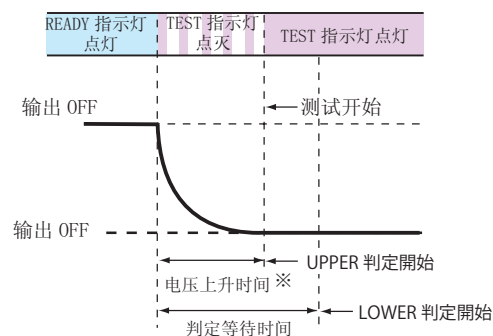 READY 指示灯
点灯
TEST 指示灯
点灭
TEST 指示灯点灯
输出 OFF
测试开始
输出 OFF
UPPER 判定開始
电压上升时间※
LOWER 判定開始
判定等待时间